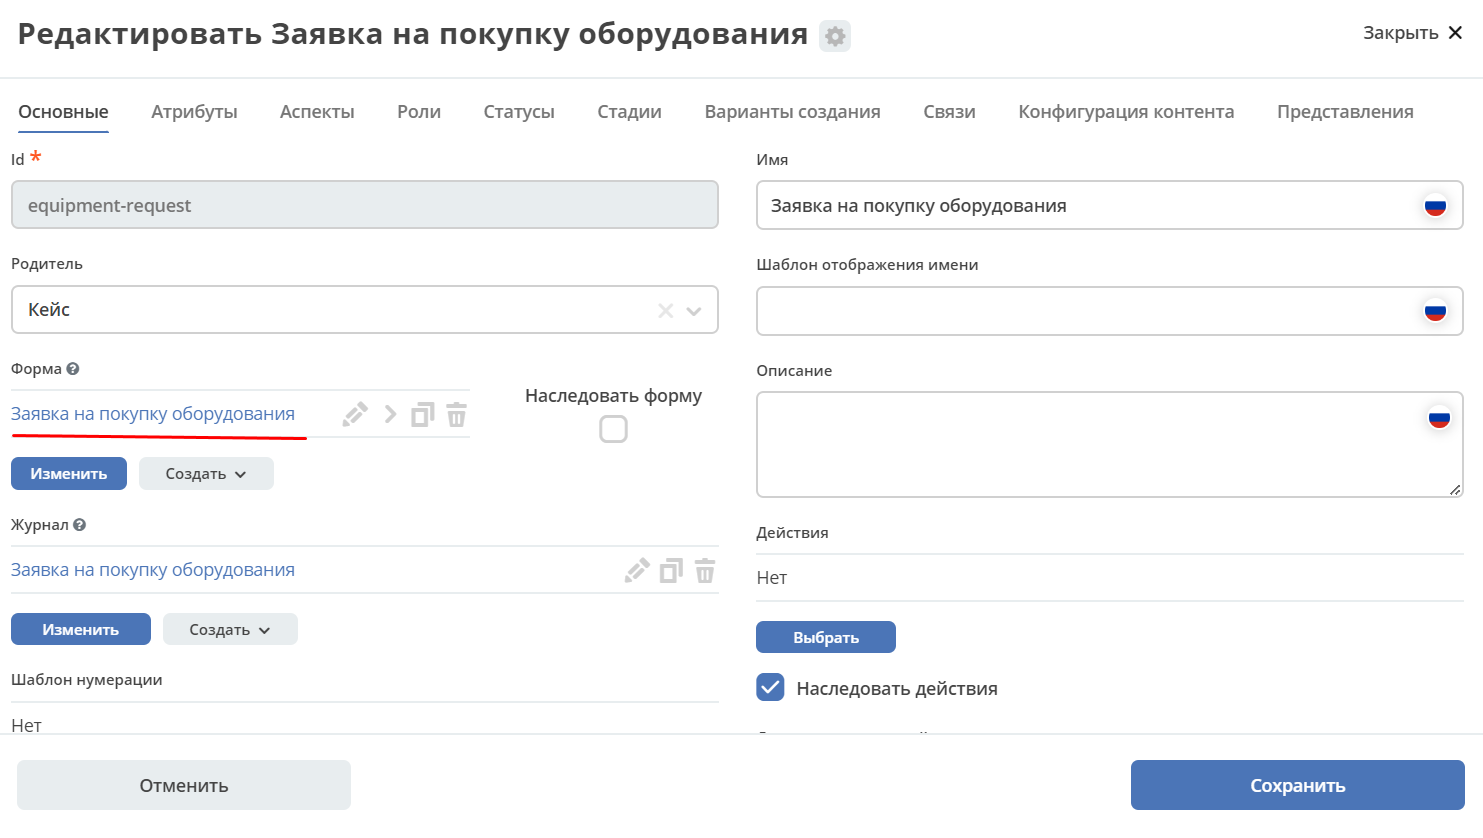 Редактировать Заявка на покупку оборудования
Закрыть
Основные Атрибуты Аспекты Роли Статусы Стадии Варианты создания Связи Конфигурация контента Представления
Id *
equipment-request
Имя
Заявка на покупку оборудования
Родитель
Кейс
Шаблон отображения имени
Форма
Заявка на покупку оборудования
Наследовать форму
Изменить Создать
Описание
Журнал
Заявка на покупку оборудования
Изменить Создать
Действия
Нет
Выбрать
Наследовать действия
Шаблон нумерации
Нет
Отменить
Сохранить